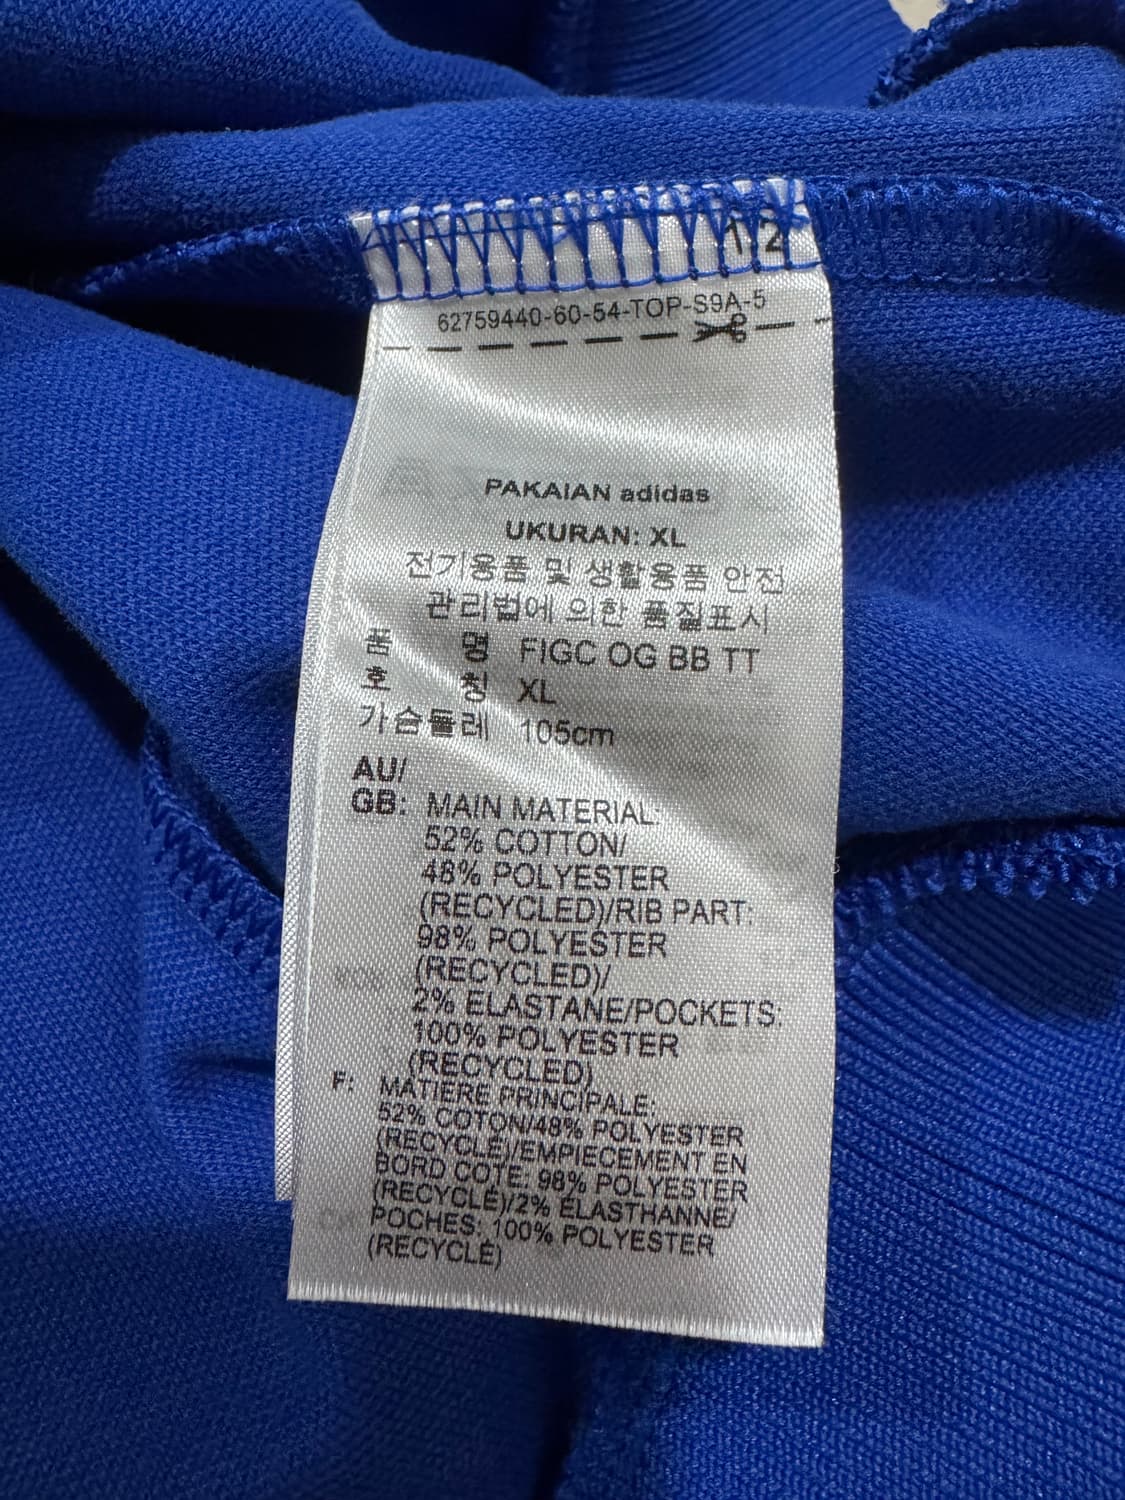 12
62759440-60-54-TOP-S9A-5
PAKAIAN adidas
UKURAN: XL
전기용품 및 생활용품 안전
관리법에 의한 품질표시
품 명 FIGC OG BB TT
호 칭 XL
가슴둘레 105cm
AU/
GB: MAIN MATERIAL:
52% COTTON/
48% POLYESTER
(RECYCLED)/RIB PART:
98% POLYESTER
(RECYCLED)/
2% ELASTANE/POCKETS:
100% POLYESTER
(RECYCLED)
F: MATIÈRE PRINCIPALE:
52% COTON/48% POLYESTER
(RECYCLÉ)/EMPIECEMENT EN
BORD COTE: 98% POLYESTER
(RECYCLÉ)/2% ÉLASTHANNE/
POCHES: 100% POLYESTER
(RECYCLÉ)